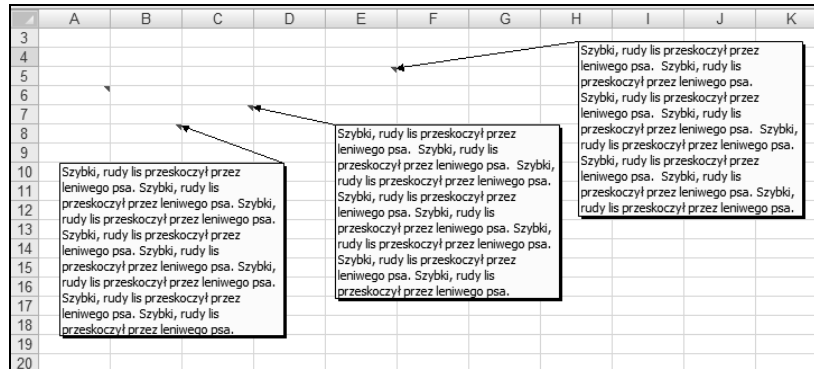 A B C D E F G H I J K
3
4
5
6
7
8
9
10
11
12
13
14
15
16
17
18
19
20
Szybki, rudy lis przeskoczył przez
leniwego psa. Szybki, rudy lis
przeskoczył przez leniwego psa. Szybki,
rudy lis przeskoczył przez leniwego psa.
Szybki, rudy lis przeskoczył przez
leniwego psa. Szybki, rudy lis
przeskoczył przez leniwego psa. Szybki,
rudy lis przeskoczył przez leniwego psa.
Szybki, rudy lis przeskoczył przez
leniwego psa. Szybki, rudy lis
przeskoczył przez leniwego psa.
Szybki, rudy lis przeskoczył przez
leniwego psa. Szybki, rudy lis
przeskoczył przez leniwego psa. Szybki,
rudy lis przeskoczył przez leniwego psa.
Szybki, rudy lis przeskoczył przez
leniwego psa. Szybki, rudy lis
przeskoczył przez leniwego psa. Szybki,
rudy lis przeskoczył przez leniwego psa.
Szybki, rudy lis przeskoczył przez
leniwego psa. Szybki, rudy lis
przeskoczył przez leniwego psa.
Szybki, rudy lis przeskoczył przez
leniwego psa. Szybki, rudy lis
przeskoczył przez leniwego psa.
Szybki, rudy lis przeskoczył przez
leniwego psa. Szybki, rudy lis
przeskoczył przez leniwego psa. Szybki,
rudy lis przeskoczył przez leniwego psa.
Szybki, rudy lis przeskoczył przez
leniwego psa. Szybki, rudy lis
przeskoczył przez leniwego psa. Szybki,
rudy lis przeskoczył przez leniwego psa.